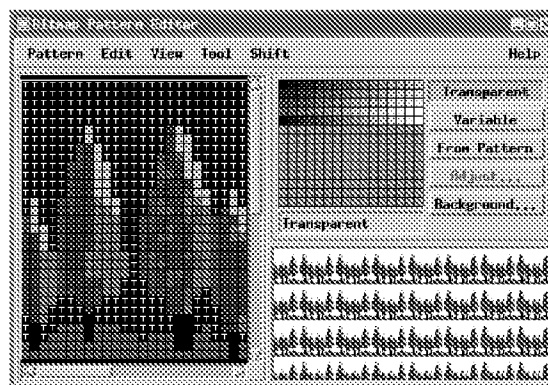 Bitmap Pattern Editor
Pattern Edit View Tool Shift Help
Transparent
Variable
From Pattern
Adjust...
Background...
Transparent